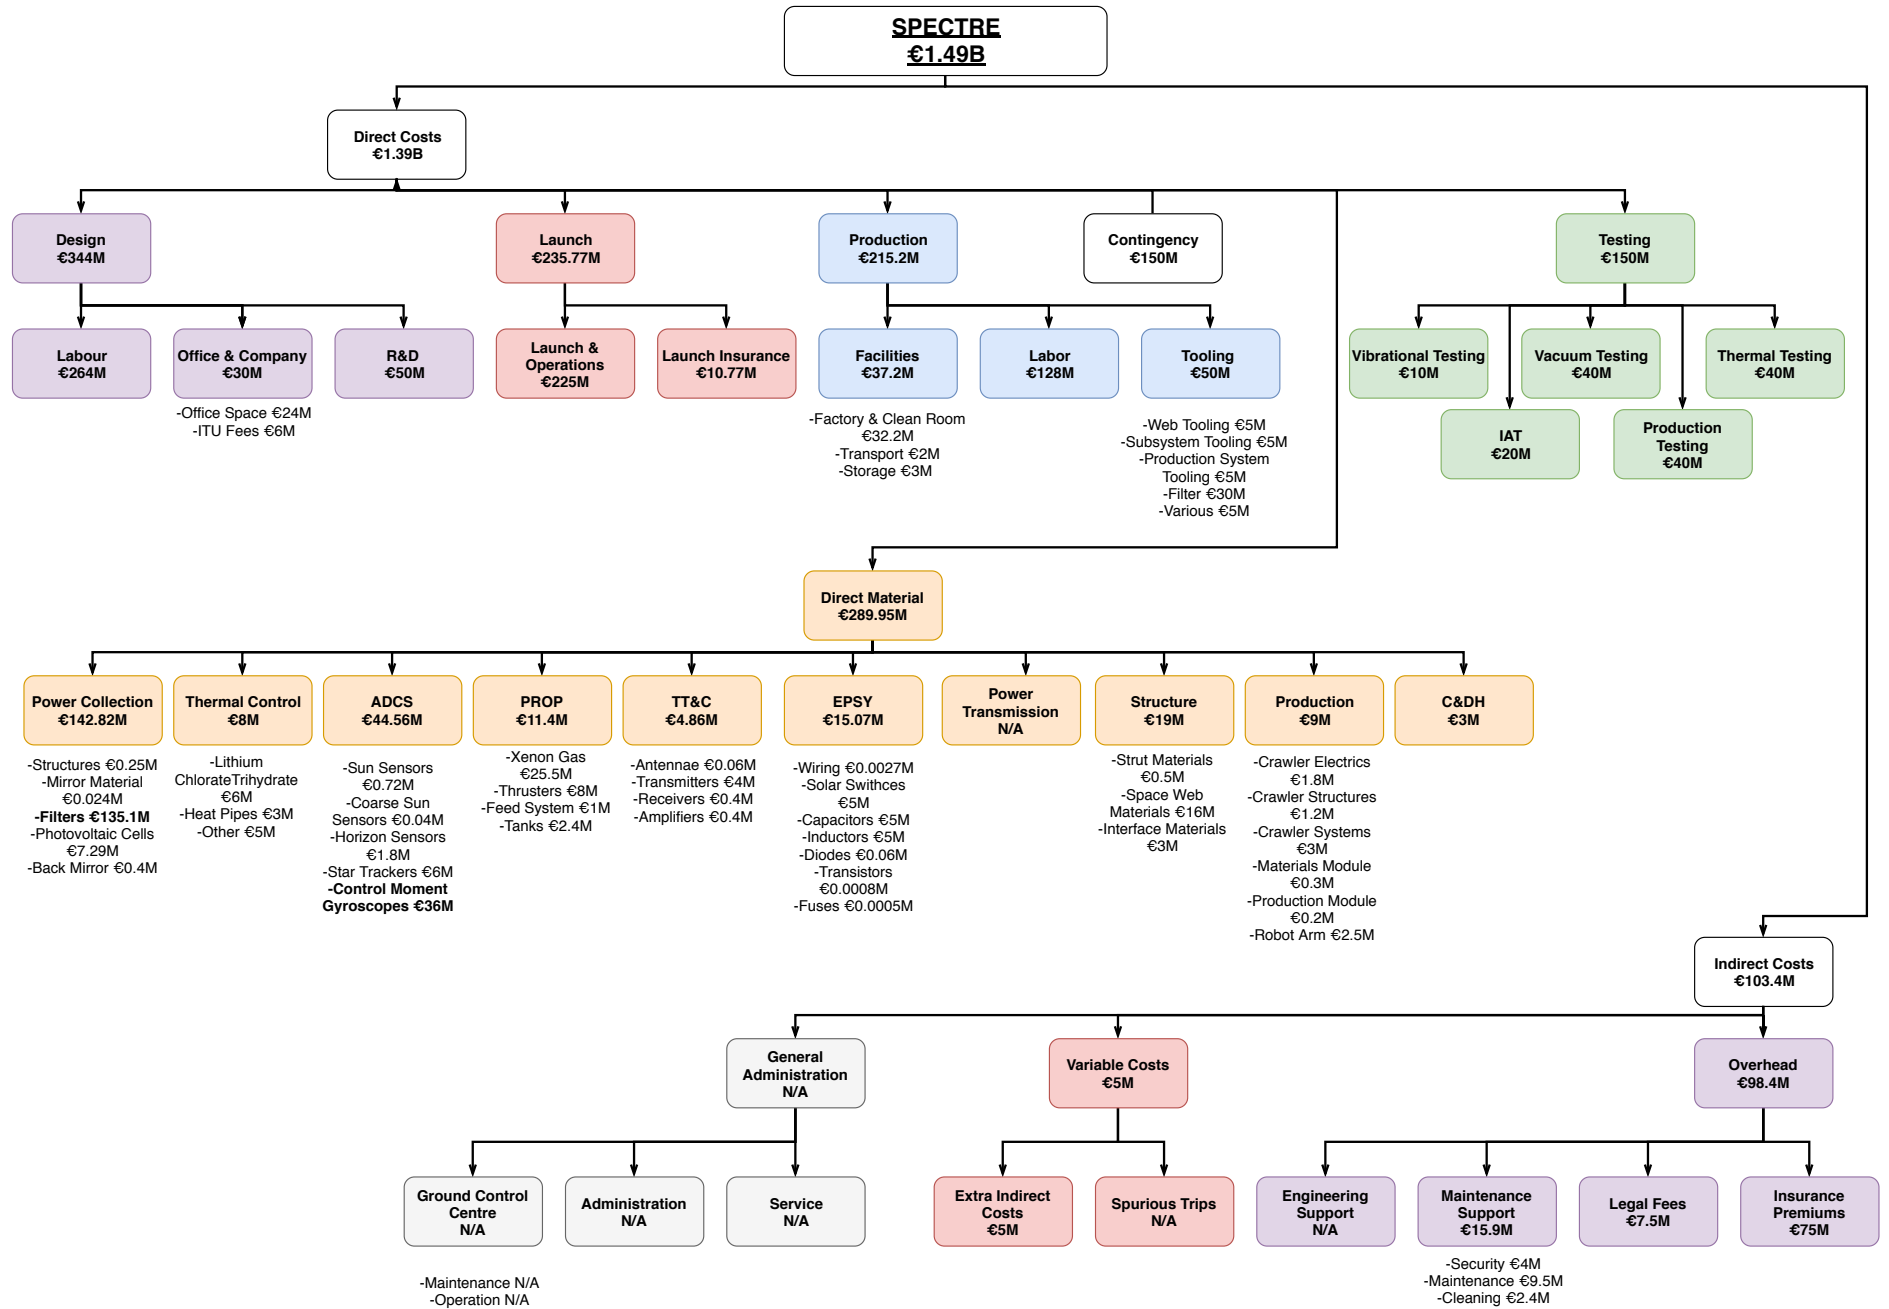 SPECTRE
€1.49B
Direct Costs
€1.39B
Design
€344M
Launch
€235.77M
Production
€215.2M
Contingency
€150M
Testing
€150M
Labour
€264M
Office & Company
€30M
R&D
€50M
Launch &
Operations
€225M
Launch Insurance
€10.77M
Facilities
€37.2M
Labor
€128M
Tooling
€50M
Vibrational Testing
€10M
Vacuum Testing
€40M
Thermal Testing
€40M
-Office Space €24M
-ITU Fees €6M
-Factory & Clean Room
€32.2M
-Transport €2M
-Storage €3M
-Web Tooling €5M
-Subsystem Tooling €5M
-Production System
Tooling €5M
-Filter €30M
-Various €5M
IAT
€20M
Production
Testing
€40M
Direct Material
€289.95M
Power Collection
€142.82M
Thermal Control
€8M
ADCS
€44.56M
PROP
€11.4M
TT&C
€4.86M
EPSY
€15.07M
Power
Transmission
N/A
Structure
€19M
Production
€9M
C&DH
€3M
-Structures €0.25M
-Mirror Material
€0.024M
-Filters €135.1M
-Photovoltaic Cells
€7.29M
-Back Mirror €0.4M
-Lithium
ChlorateTrihydrate
€6M
-Heat Pipes €3M
-Other €5M
-Sun Sensors
€0.72M
-Coarse Sun
Sensors €0.04M
-Horizon Sensors
€1.8M
-Star Trackers €6M
-Control Moment
Gyroscopes €36M
-Xenon Gas
€25.5M
-Thrusters €8M
-Feed System €1M
-Tanks €2.4M
-Antennae €0.06M
-Transmitters €4M
-Receivers €0.4M
-Amplifiers €0.4M
-Wiring €0.0027M
-Solar Swithces
€5M
-Capacitors €5M
-Inductors €5M
-Diodes €0.06M
-Transistors
€0.0008M
-Fuses €0.0005M
-Strut Materials
€0.5M
-Space Web
Materials €16M
-Interface Materials
€3M
-Crawler Electrics
€1.8M
-Crawler Structures
€1.2M
-Crawler Systems
€3M
-Materials Module
€0.3M
-Production Module
€0.2M
-Robot Arm €2.5M
Indirect Costs
€103.4M
General
Administration
N/A
Variable Costs
€5M
Overhead
€98.4M
Ground Control
Centre
N/A
Administration
N/A
Service
N/A
Extra Indirect
Costs
€5M
Spurious Trips
N/A
Engineering
Support
N/A
Maintenance
Support
€15.9M
Legal Fees
€7.5M
Insurance
Premiums
€75M
-Maintenance N/A
-Operation N/A
-Security €4M
-Maintenance €9.5M
-Cleaning €2.4M